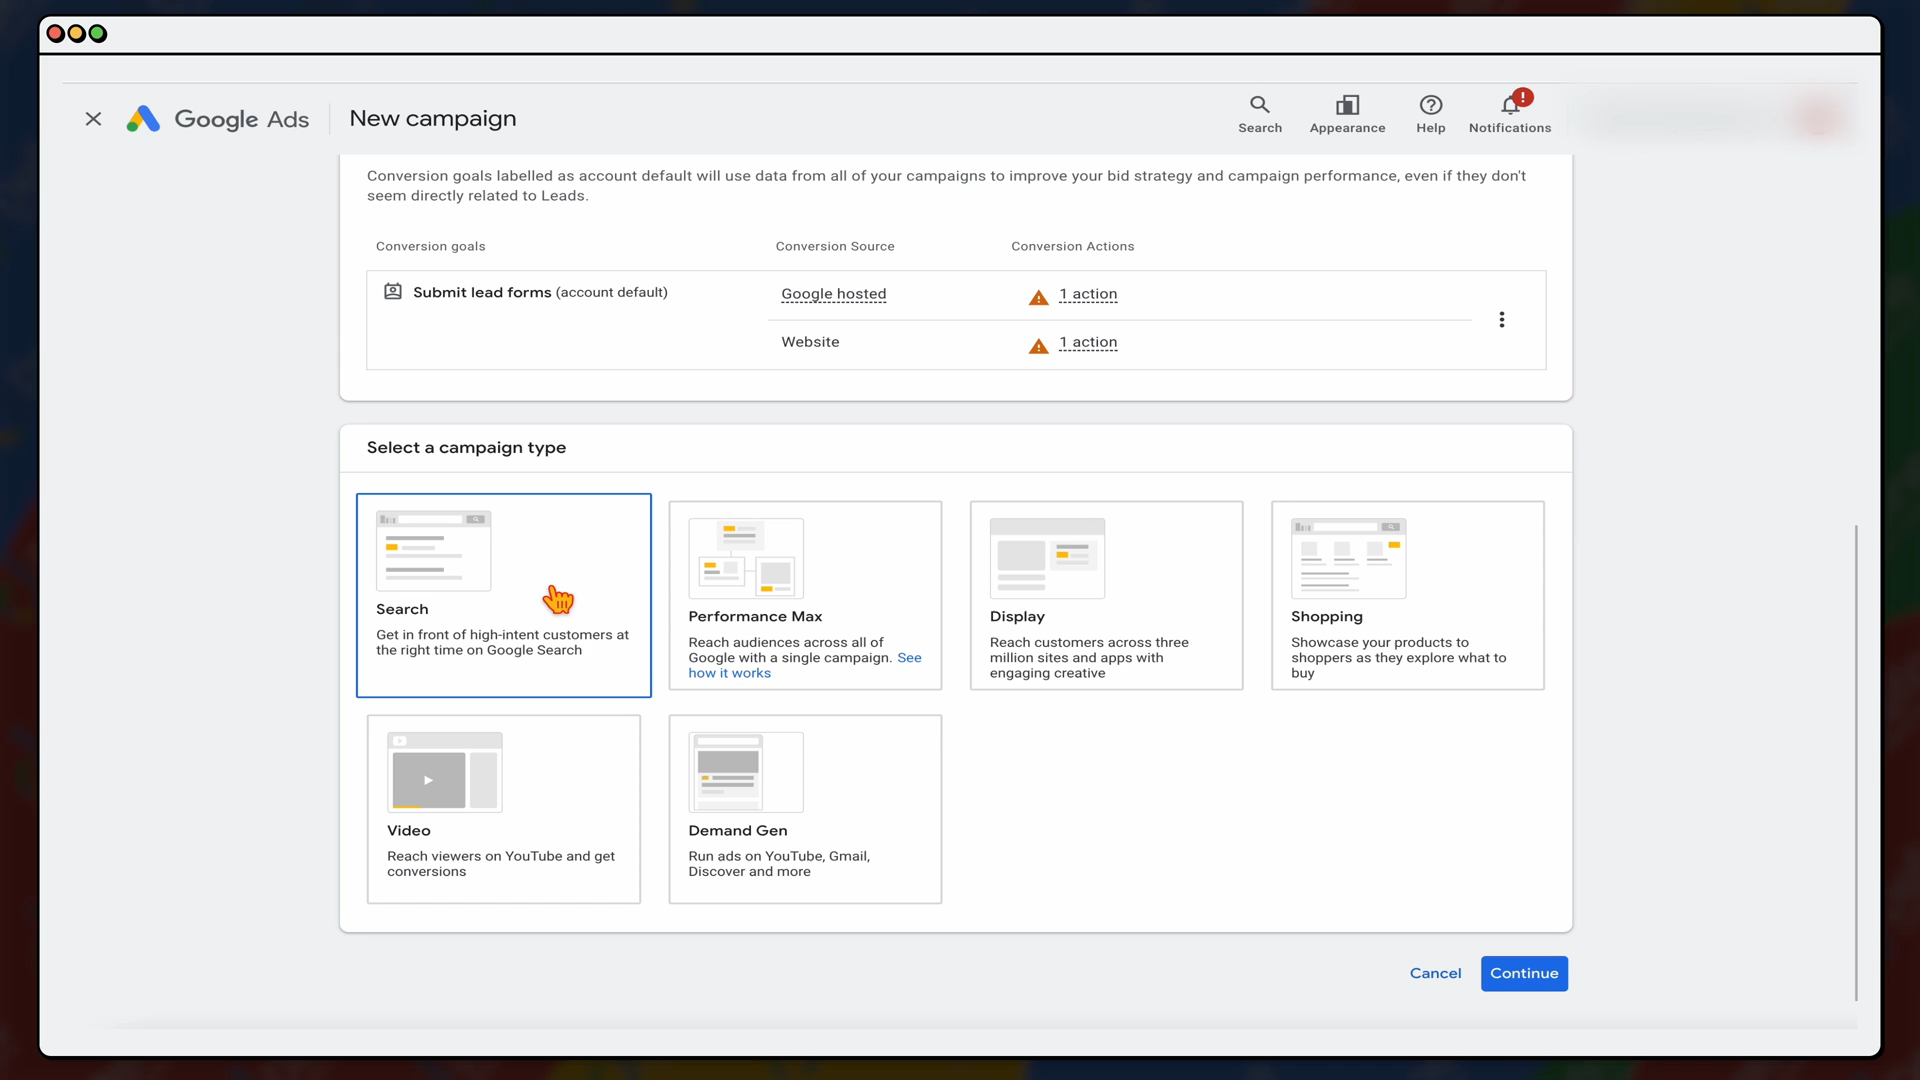 Google Ads
New campaign
Search
Appearance
Help
!
Notifications
Conversion goals labelled as account default will use data from all of your campaigns to improve your bid strategy and campaign performance, even if they don't
seem directly related to Leads.
Conversion goals
Conversion Source
Conversion Actions
Submit lead forms (account default)
Google hosted
1 action
Website
1 action
Select a campaign type
Search
Get in front of high-intent customers at
the right time on Google Search
Performance Max
Reach audiences across all of
Google with a single campaign. See
how it works
Display
Reach customers across three
million sites and apps with
engaging creative
Shopping
Showcase your products to
shoppers as they explore what to
buy
Video
Reach viewers on YouTube and get
conversions
Demand Gen
Run ads on YouTube, Gmail,
Discover and more
Cancel
Continue